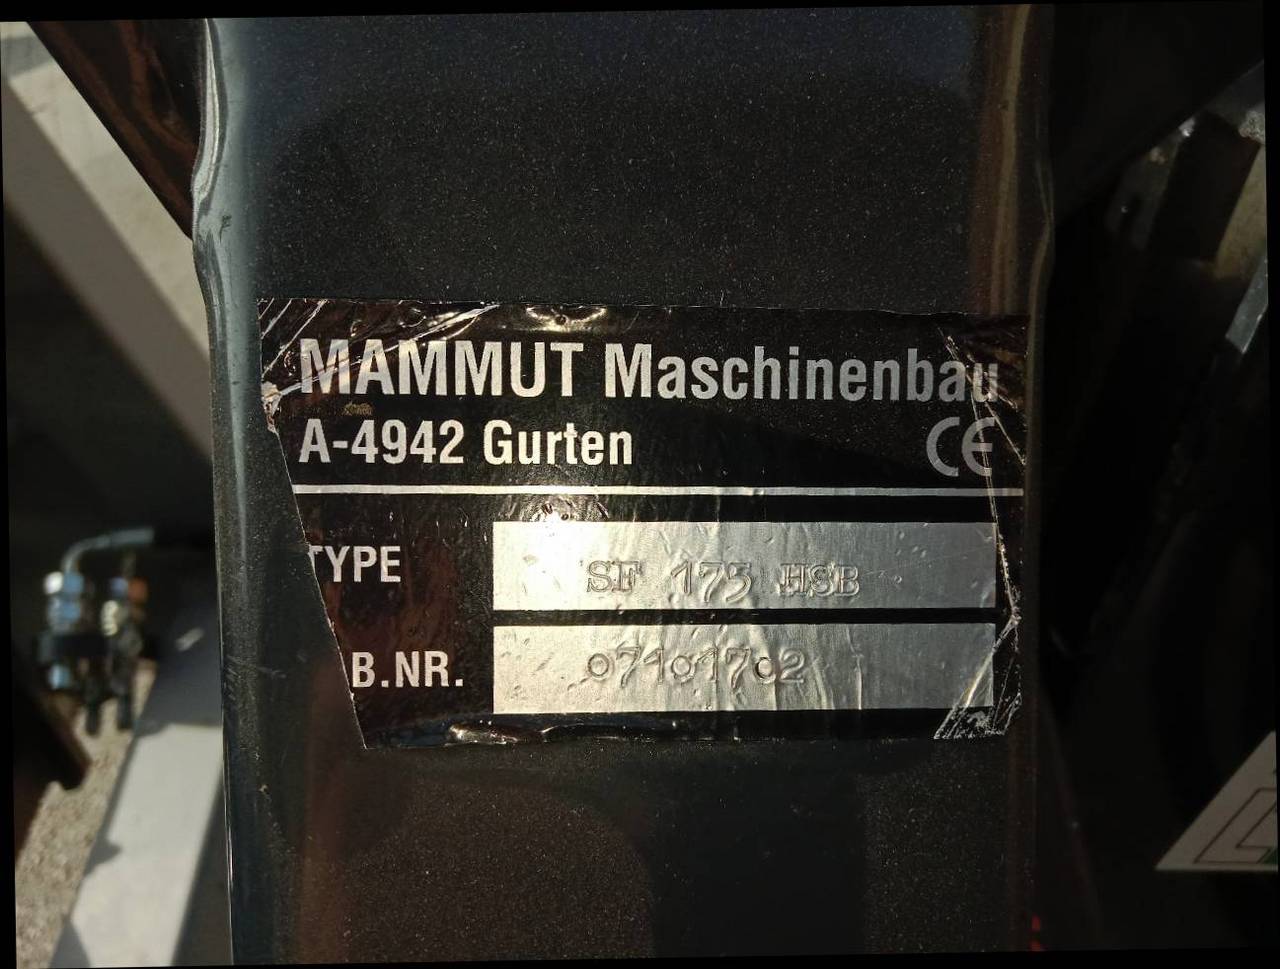 MAMMUT Maschinenbau
A-4942 Gurten CE
TYPE SF 175 HSB
B.NR. 07101702